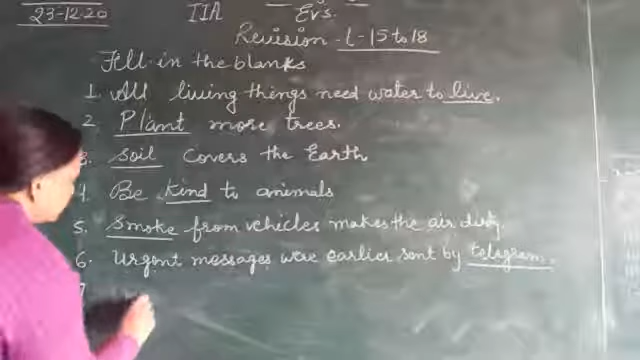 23-12-20 IIA Ev's.
Revision - L-15 to 18
Fill in the blanks
1. All living things need water to live.
2. Plant more trees.
3. Soil covers the Earth
4. Be kind to animals
5. Smoke from vehicles makes the air dirty.
6. Urgent messages were earlier sent by telegram.
7